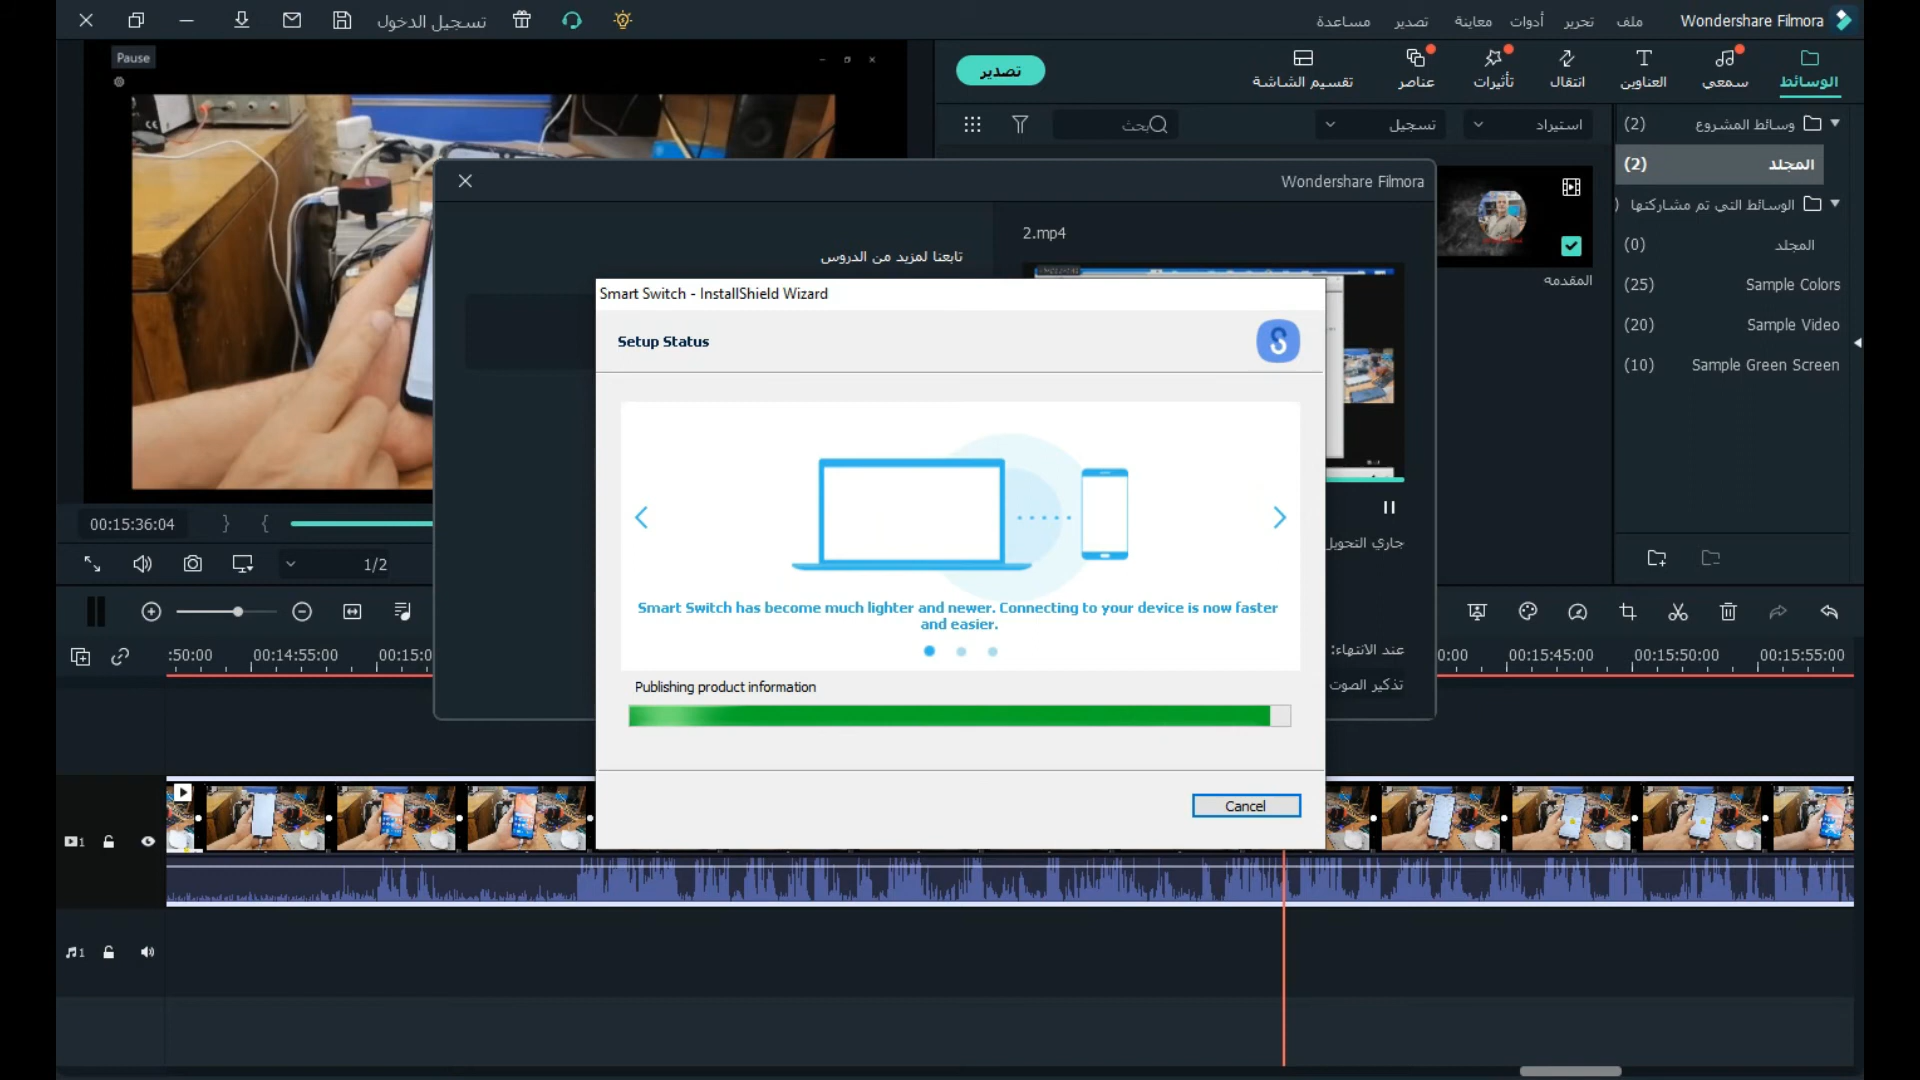 تسجيل الدخول
مساعدة
تصدير
معاينة
أدوات
تحرير
ملف
Wondershare Filmora
Pause
تصدير
تقسيم الشاشة
عناصر
تأثيرات
انتقال
العناوين
سمعي
الوسائط
بحث
تسجيل
استيراد
وسائط المشروع (2)
المجلد (2)
الوسائط التي تم مشاركتها
المجلد (0)
Sample Colors (25)
Sample Video (20)
Sample Green Screen (10)
المقدمه
Wondershare Filmora
2.mp4
تابعنا لمزيد من الدروس
Smart Switch - InstallShield Wizard
Setup Status
Smart Switch has become much lighter and newer. Connecting to your device is now faster
and easier.
Publishing product information
Cancel
جاري التحويل
عند الانتهاء:
تذكير الصوت
00:15:36:04 } {
1/2
:50:00 00:14:55:00 00:15:0
0:00 00:15:45:00 00:15:50:00 00:15:55:00
1
1